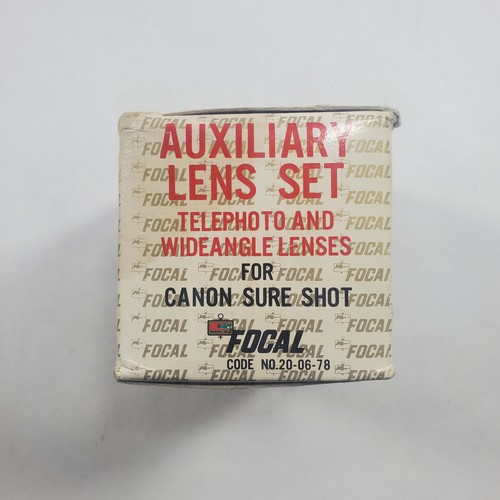 AUXILIARY
LENS SET
TELEPHOTO AND
WIDEANGLE LENSES
FOR
CANON SURE SHOT
FOCAL
CODE NO.20-06-78